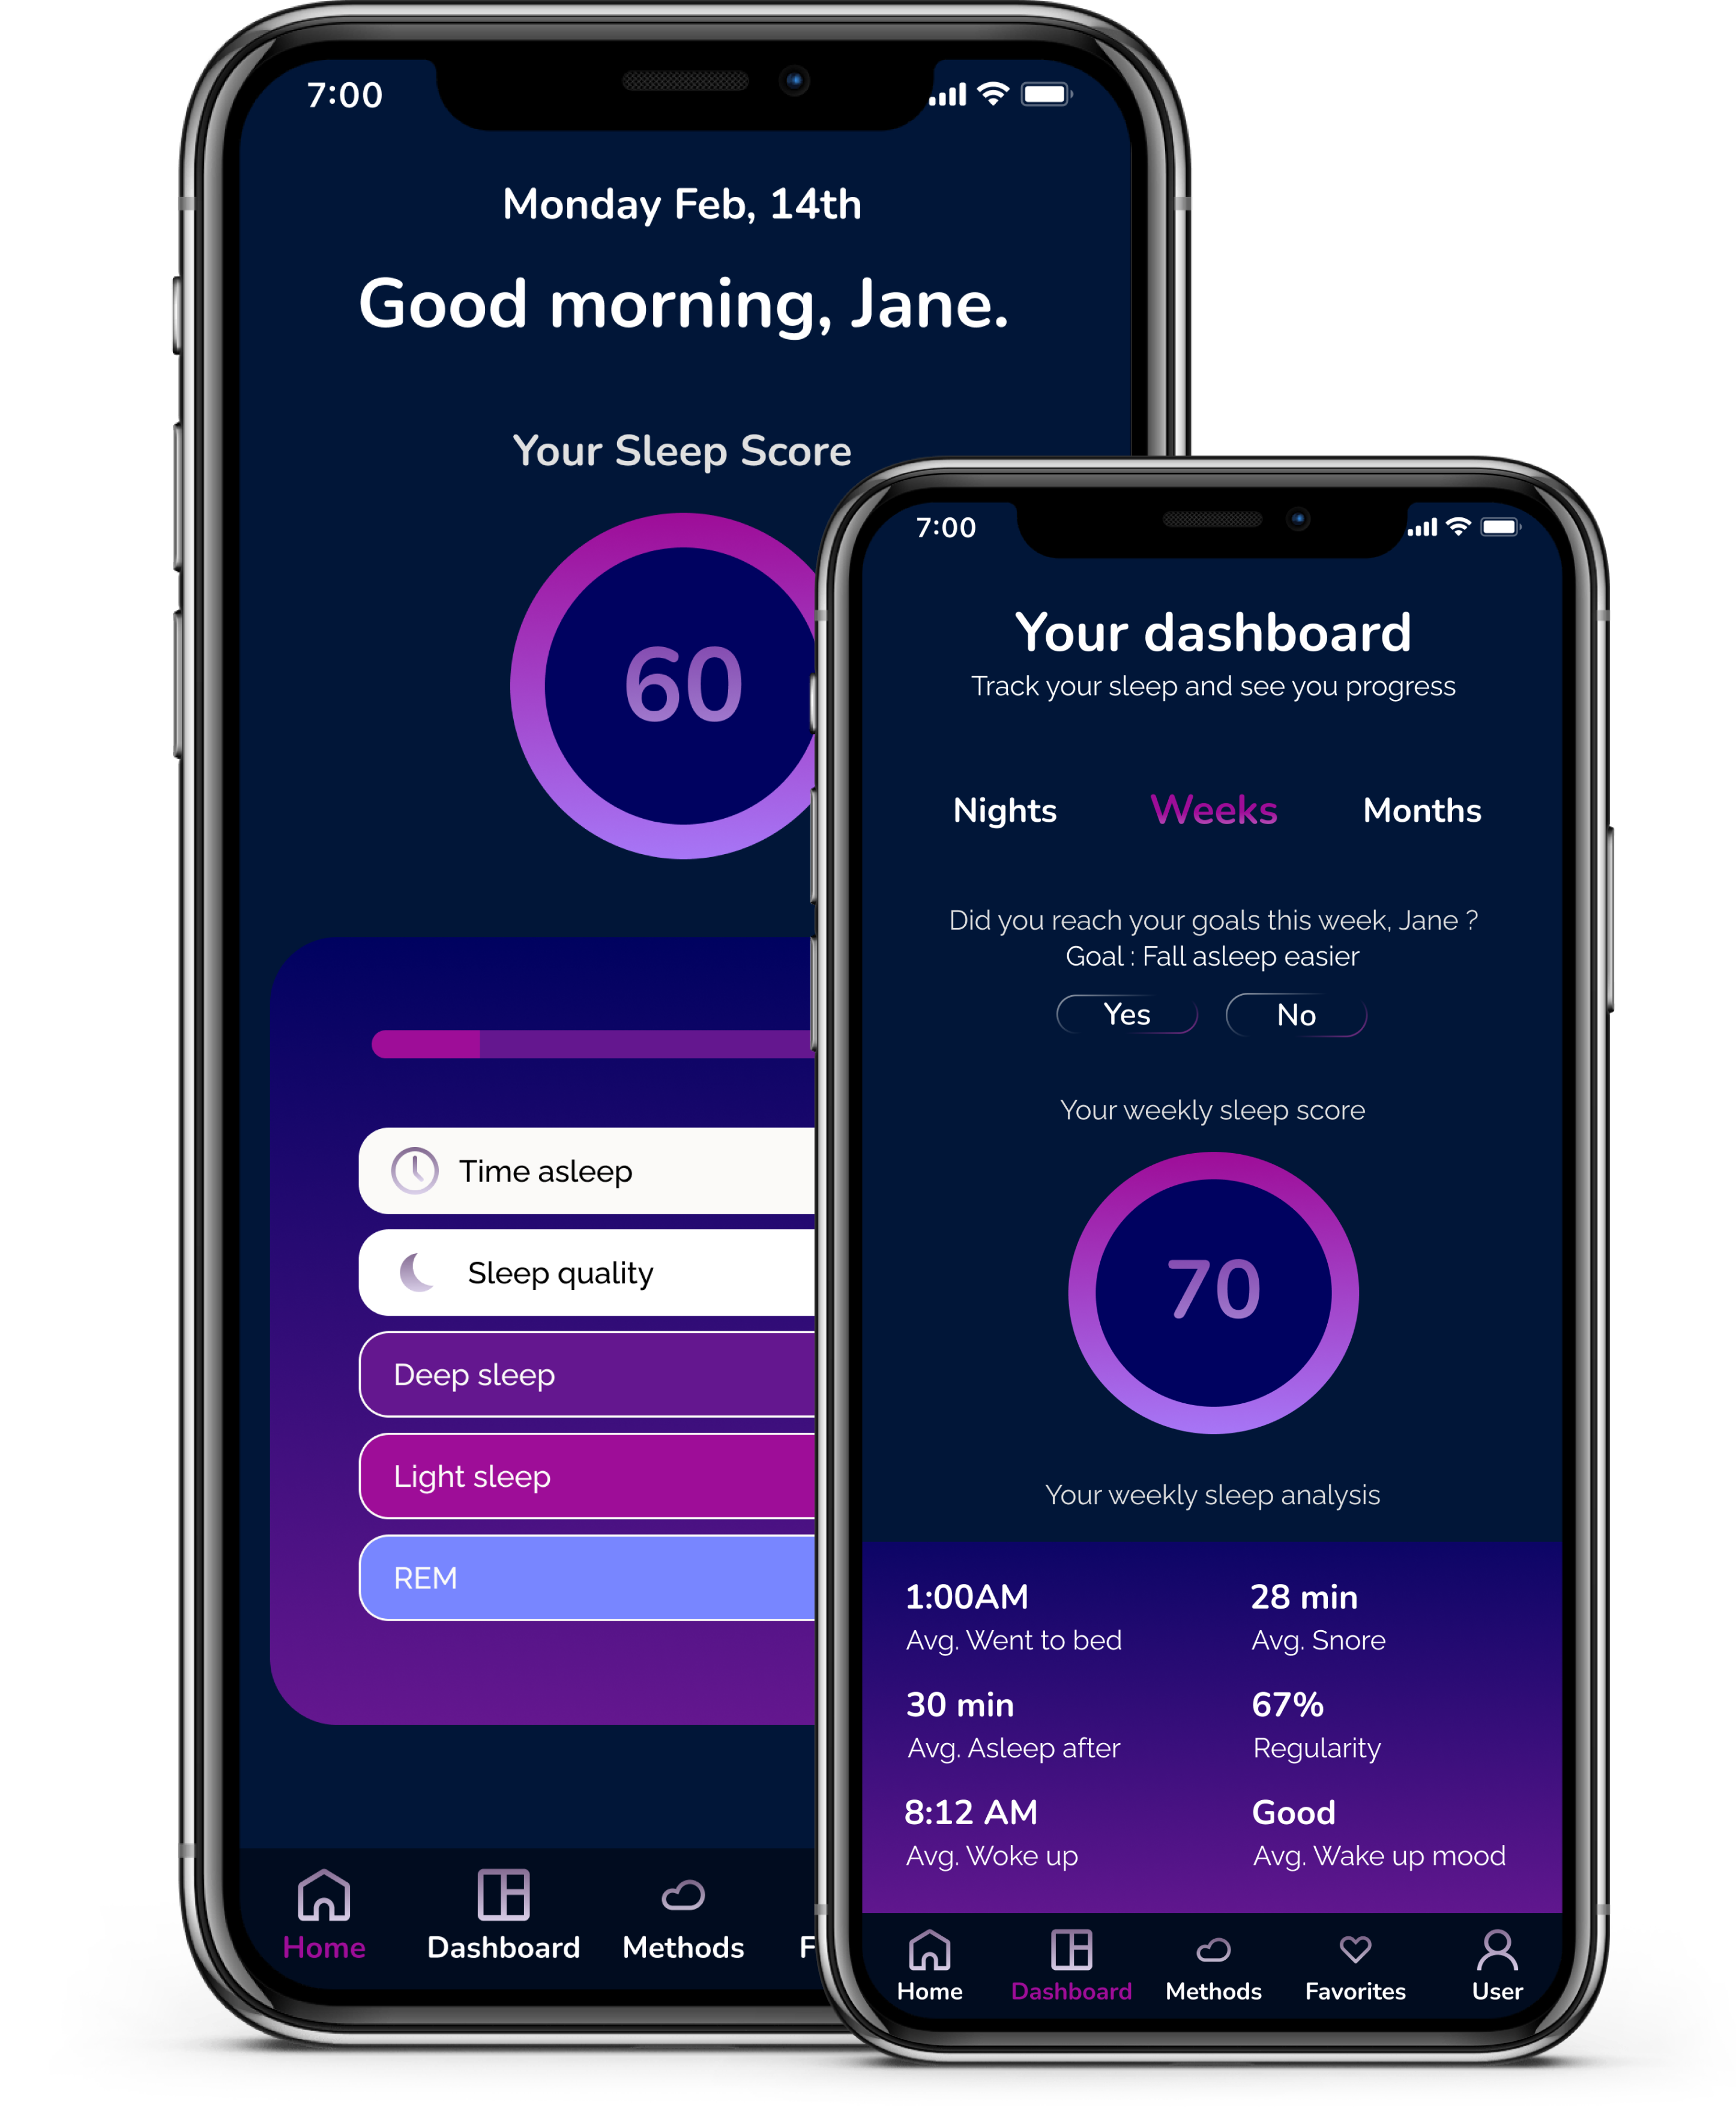 7:00
Monday Feb, 14th
Good morning, Jane.
Your Sleep Score
60
Time asleep
Sleep quality
Deep sleep
Light sleep
REM
Home Dashboard Methods F
7:00
Your dashboard
Track your sleep and see you progress
Nights Weeks Months
Did you reach your goals this week, Jane ?
Goal : Fall asleep easier
Yes No
Your weekly sleep score
70
Your weekly sleep analysis
1:00AM 28 min
Avg. Went to bed Avg. Snore
30 min 67%
Avg. Asleep after Regularity
8:12 AM Good
Avg. Woke up Avg. Wake up mood
Home Dashboard Methods Favorites User